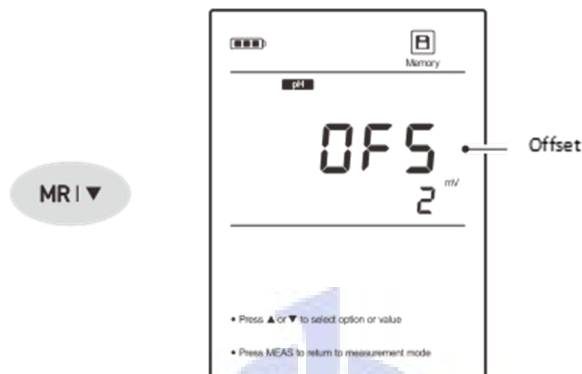 Memory
pH
OFS
Offset
mV
2
MR | ▼
• Press ▲ or ▼ to select option or value
• Press MEAS to return to measurement mode